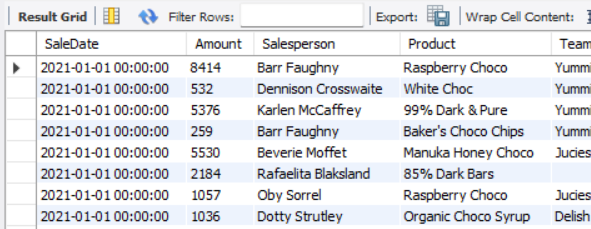 Result Grid Filter Rows: Export: Wrap Cell Content:
SaleDate Amount Salesperson Product Team
2021-01-01 00:00:00 8414 Barr Faughny Raspberry Choco Yummi
2021-01-01 00:00:00 532 Dennison Crosswaite White Choc Yummi
2021-01-01 00:00:00 5376 Karlen McCaffrey 99% Dark & Pure Yummi
2021-01-01 00:00:00 259 Barr Faughny Baker's Choco Chips Yummi
2021-01-01 00:00:00 5530 Beverie Moffet Manuka Honey Choco Jucies
2021-01-01 00:00:00 2184 Rafaelita Blaksland 85% Dark Bars
2021-01-01 00:00:00 1057 Oby Sorrel Raspberry Choco Jucies
2021-01-01 00:00:00 1036 Dotty Strutley Organic Choco Syrup Delish